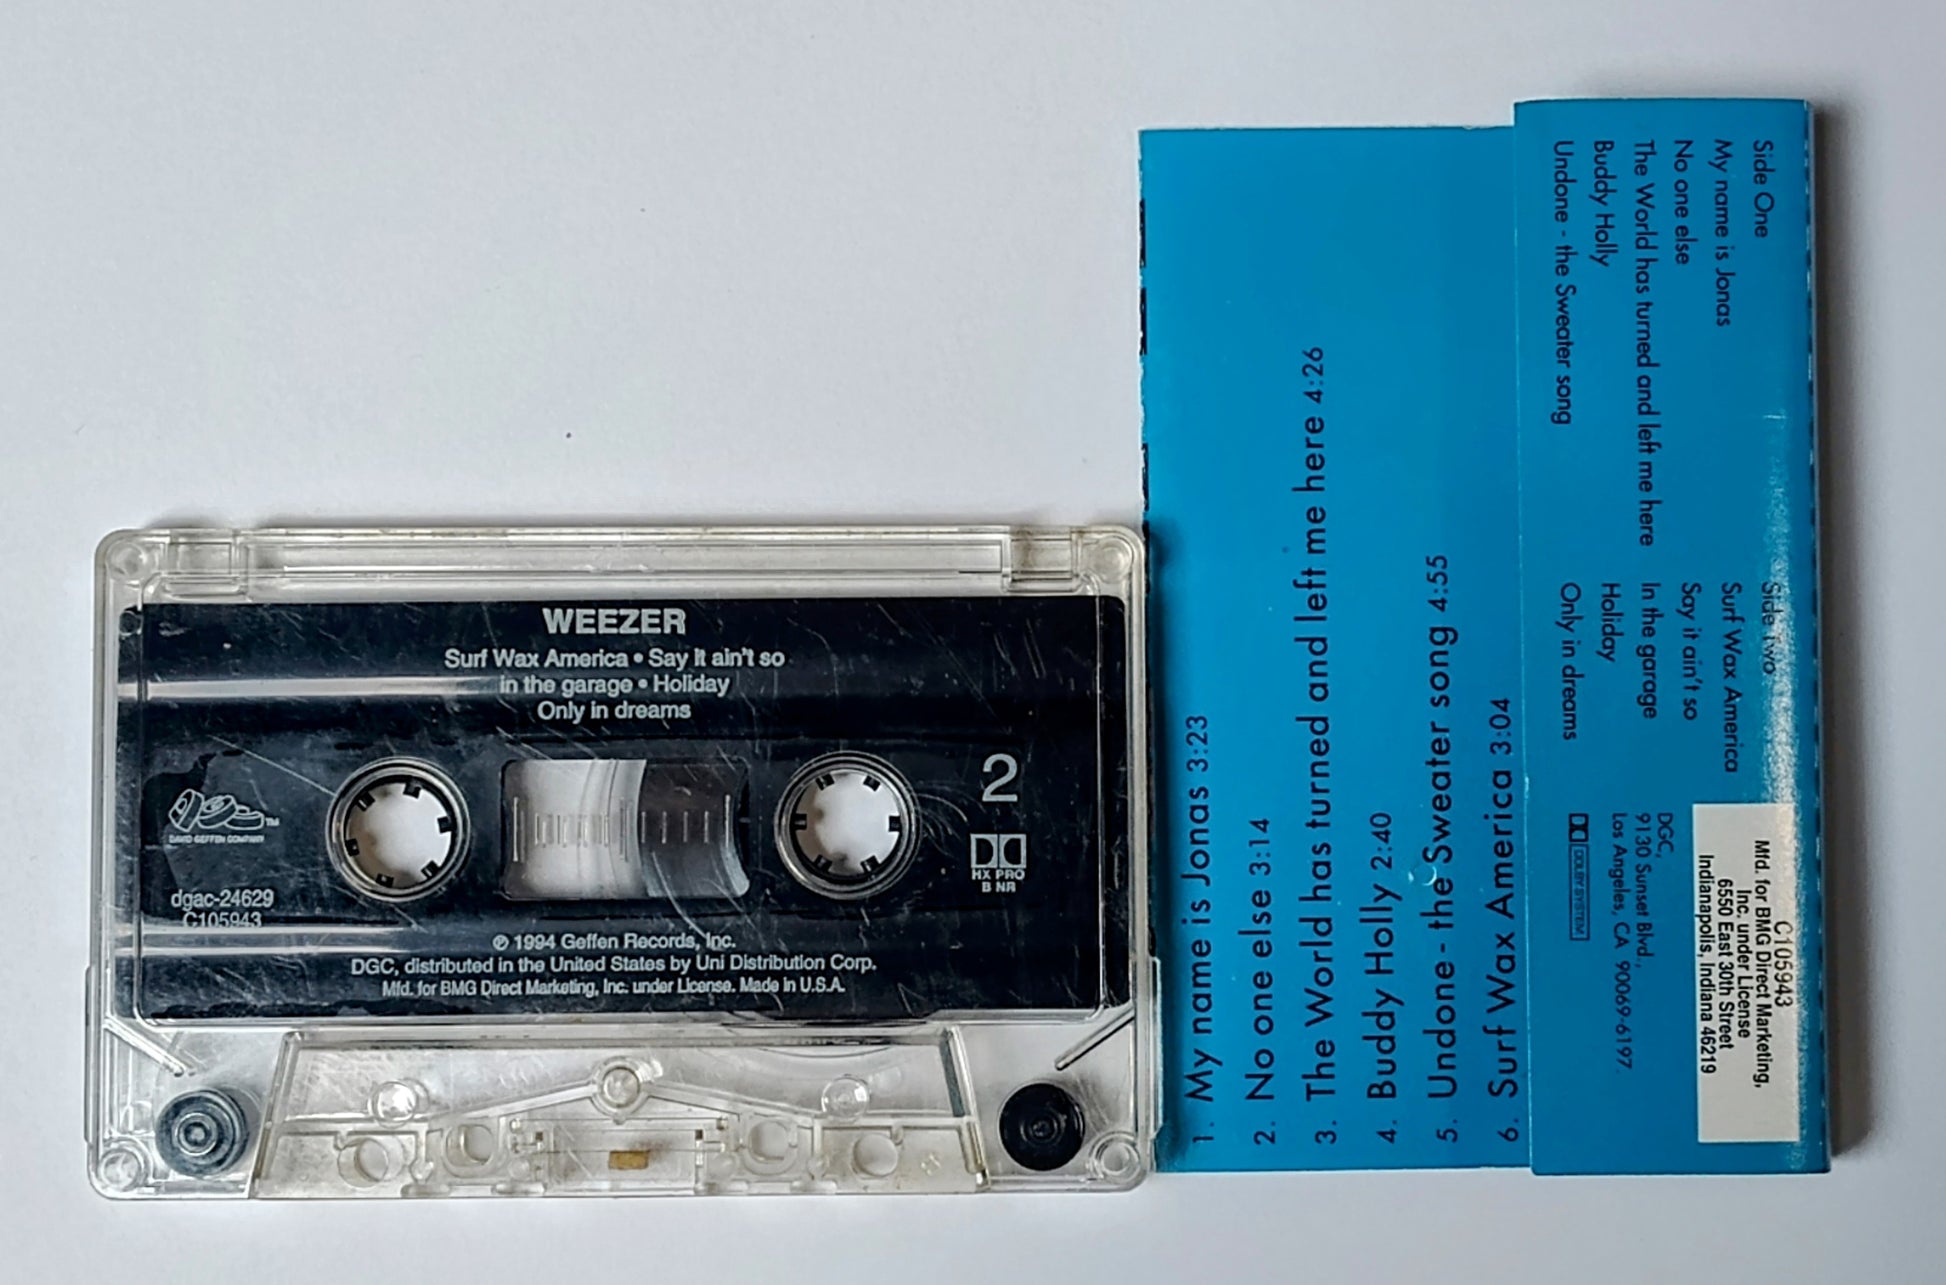 WEEZER
Surf Wax America • Say it ain't so
in the garage • Holiday
Only in dreams
2
TM
DAVID GEFFEN COMPANY
HX PRO
B NR
dgac-24629
C105943
℗ 1994 Geffen Records, Inc.
DGC, distributed in the United States by Uni Distribution Corp.
Mfd. for BMG Direct Marketing, Inc. under License. Made in U.S.A.
1. My name is Jonas 3:23
2. No one else 3:14
3. The World has turned and left me here 4:26
4. Buddy Holly 2:40
5. Undone - the Sweater song 4:55
6. Surf Wax America 3:04
Side One
My name is Jonas
No one else
The World has turned and left me here
Buddy Holly
Undone - the Sweater song
Side Two
Surf Wax America
Say it ain't so
In the garage
Holiday
Only in dreams
DGC,
9130 Sunset Blvd.,
Los Angeles, CA 90069-6197.
DOLBY SYSTEM
C105943
Mfd. for BMG Direct Marketing,
Inc. under License
6550 East 30th Street
Indianapolis, Indiana 46219